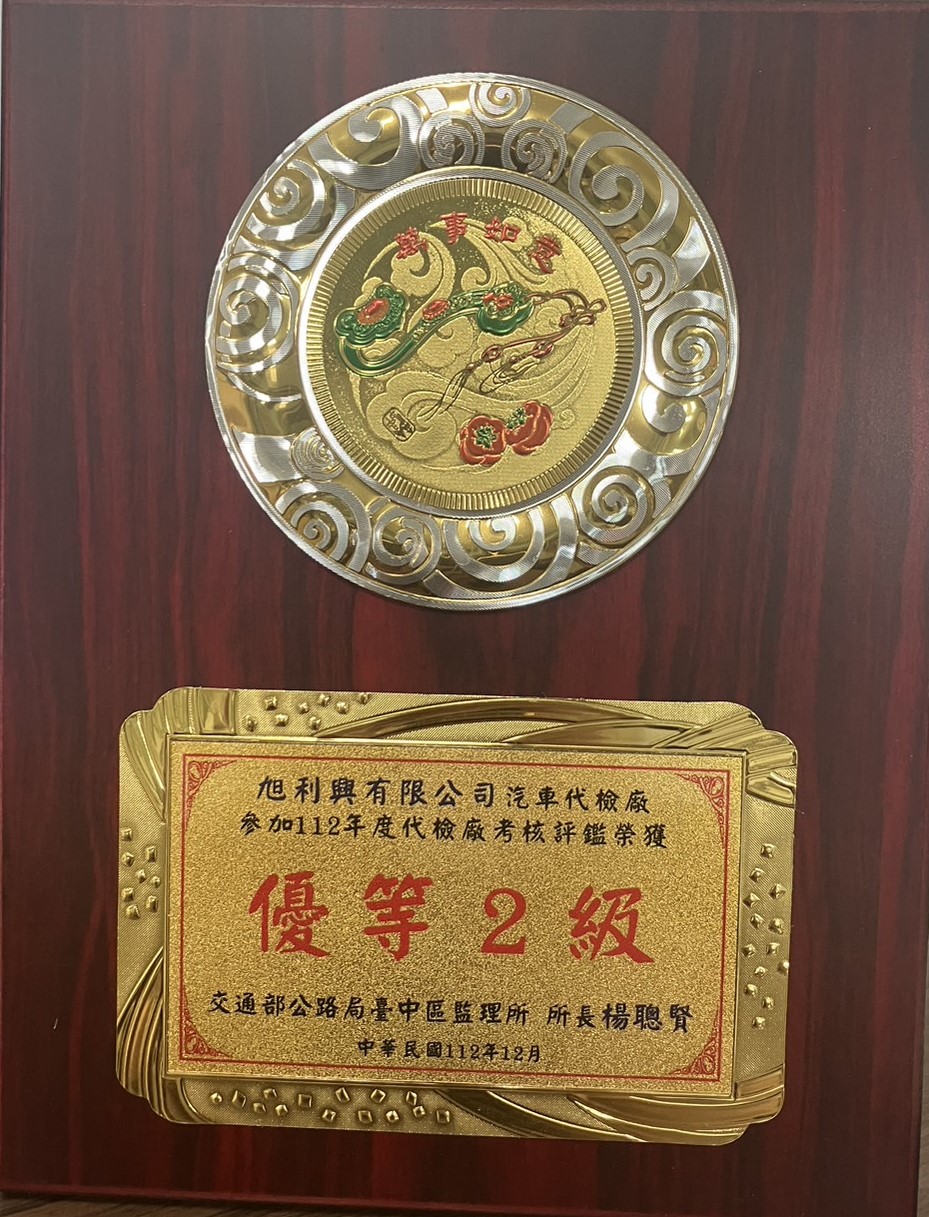 萬事如意
旭利興有限公司汽車代檢廠
參加112年度代檢廠考核評鑑榮獲
優等2級
交通部公路局臺中區監理所 所長楊聰賢
中華民國112年12月